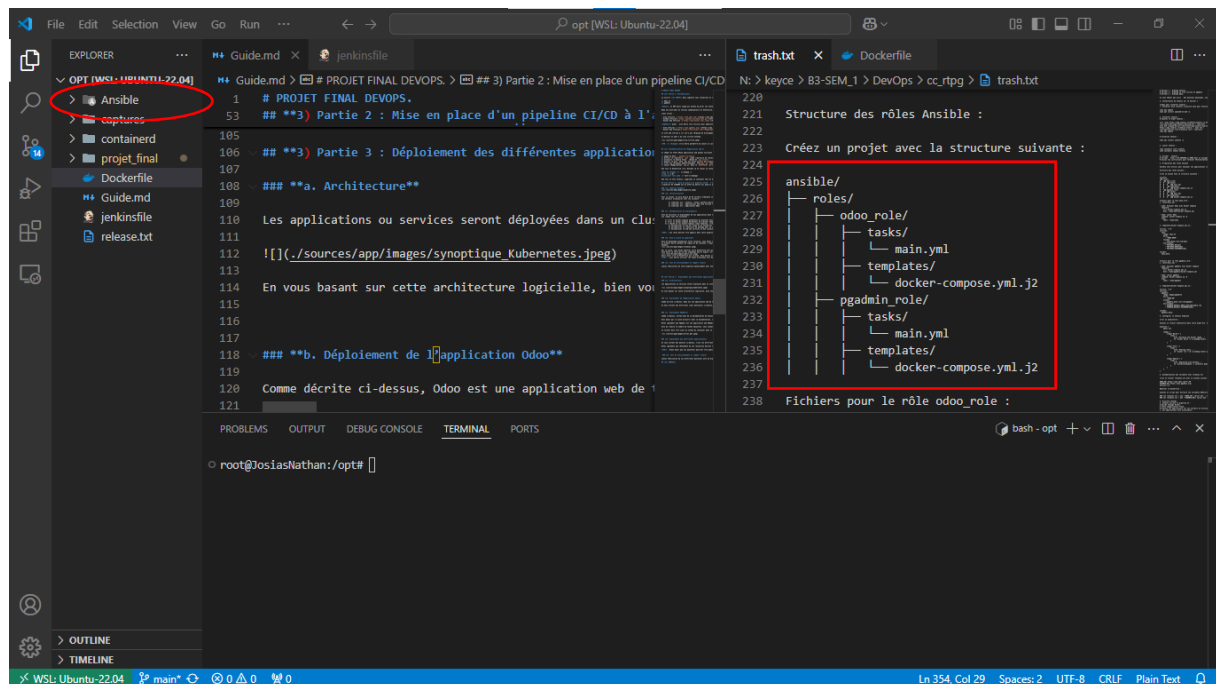 File Edit Selection View Go Run ··· opt [WSL: Ubuntu-22.04]
EXPLORER ···
OPT [WSL: UBUNTU-22.04]
Ansible
captures
containerd
projet_final
Dockerfile
Guide.md
jenkinsfile
release.txt
OUTLINE
TIMELINE
14
Guide.md jenkinsfile ···
Guide.md > # PROJET FINAL DEVOPS. > ## 3) Partie 2 : Mise en place d'un pipeline CI/CD
1 # PROJET FINAL DEVOPS.
53 ## **3) Partie 2 : Mise en place d'un pipeline CI/CD à l'
105
106 ## **3) Partie 3 : Déploiement des différentes application
107
108 ### **a. Architecture**
109
110 Les applications ou services seront déployées dans un clu
111
112 ![](./sources/app/images/synoptique_Kubernetes.jpeg)
113
114 En vous basant sur cette architecture logicielle, bien vo
115
116
117
118 ### **b. Déploiement de l’application Odoo**
119
120 Comme décrite ci-dessus, Odoo est une application web de
121
trash.txt Dockerfile ···
N: > keyce > B3-SEM_1 > DevOps > cc_rtpg > trash.txt
220
221 Structure des rôles Ansible :
222
223 Créez un projet avec la structure suivante :
224
225 ansible/
226 ├── roles/
227 │ ├── odoo_role/
228 │ │ ├── tasks/
229 │ │ │ └── main.yml
230 │ │ ├── templates/
231 │ │ │ └── docker-compose.yml.j2
232 │ ├── pgadmin_role/
233 │ │ ├── tasks/
234 │ │ │ └── main.yml
235 │ │ ├── templates/
236 │ │ │ └── docker-compose.yml.j2
237
238 Fichiers pour le rôle odoo_role :
PROBLEMS OUTPUT DEBUG CONSOLE TERMINAL PORTS bash - opt ···
root@JosiasNathan:/opt#
WSL: Ubuntu-22.04 main* 0 0 0 Ln 354, Col 29 Spaces: 2 UTF-8 CRLF Plain Text